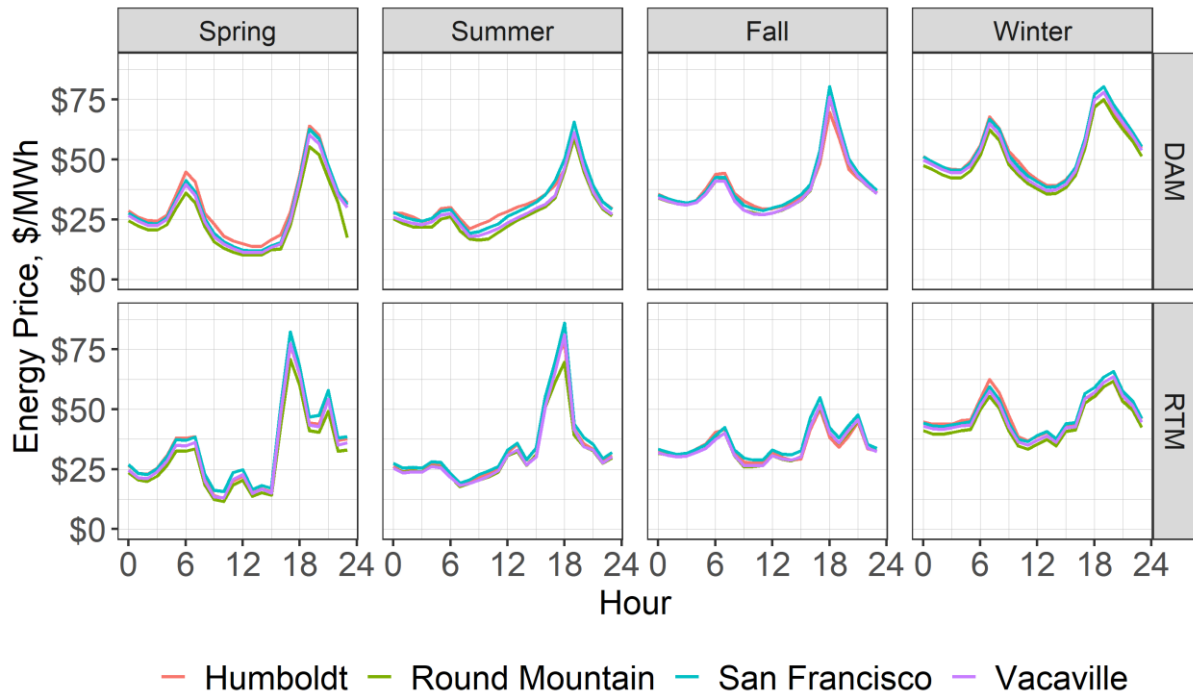 Spring Summer Fall Winter
Energy Price, $/MWh
$75
$50
$25
$0
DAM
$75
$50
$25
$0
RTM
0 6 12 18 24 0 6 12 18 24 0 6 12 18 24 0 6 12 18 24
Hour
Humboldt Round Mountain San Francisco Vacaville